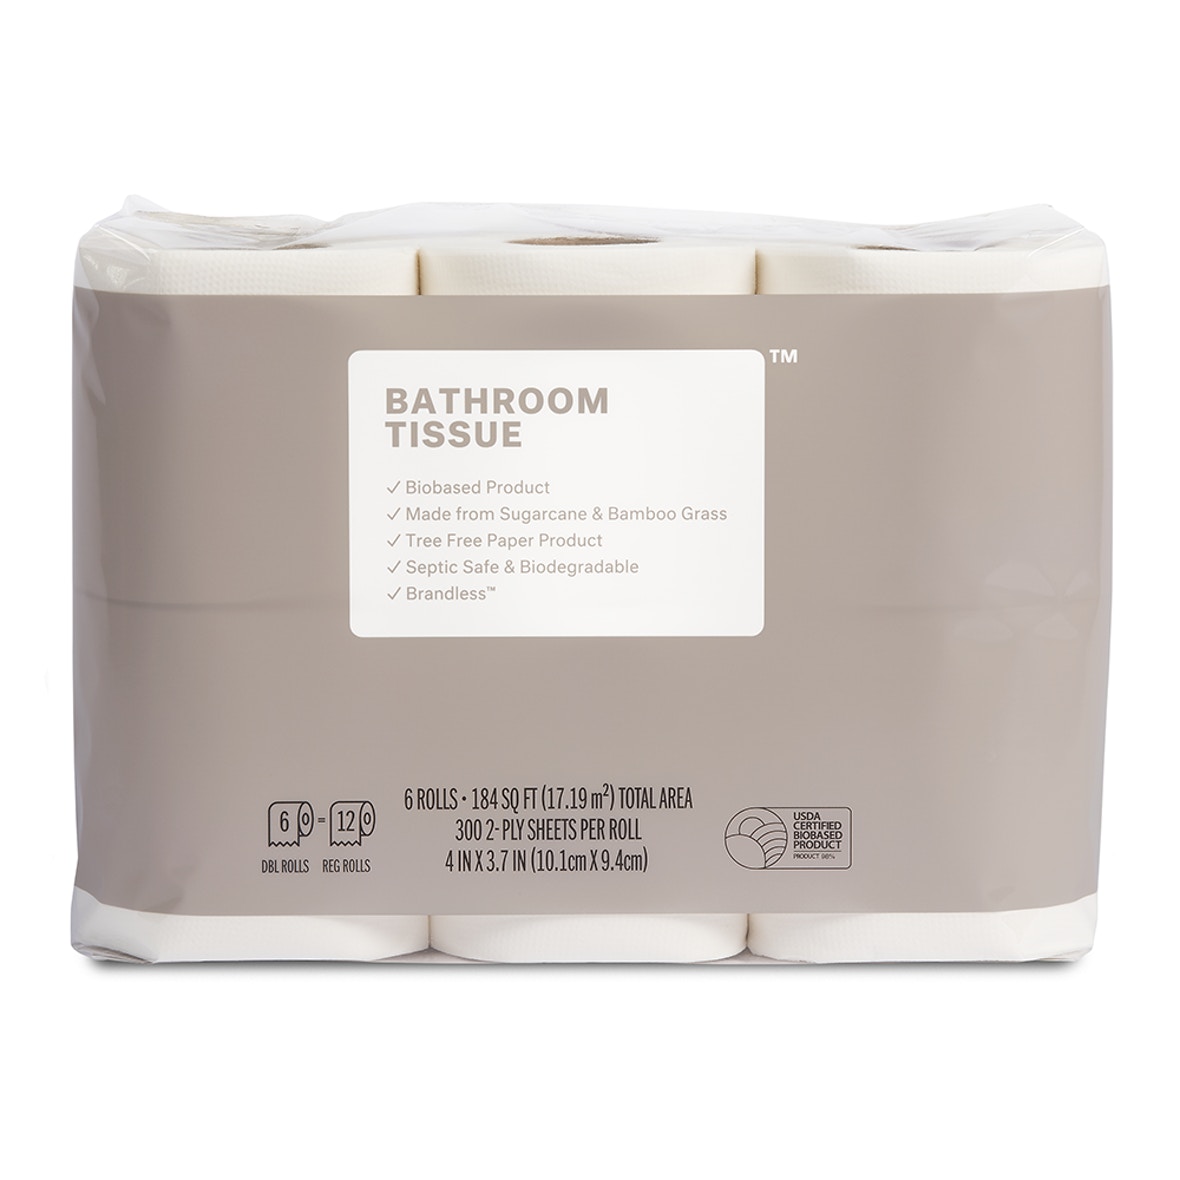 TM
BATHROOM
TISSUE
✓ Biobased Product
✓ Made from Sugarcane & Bamboo Grass
✓ Tree Free Paper Product
✓ Septic Safe & Biodegradable
✓ Brandless™
6 = 12
DBL ROLLS REG ROLLS
6 ROLLS • 184 SQ FT (17.19 m²) TOTAL AREA
300 2-PLY SHEETS PER ROLL
4 IN X 3.7 IN (10.1cm X 9.4cm)
USDA
CERTIFIED
BIOBASED
PRODUCT
PRODUCT 98%